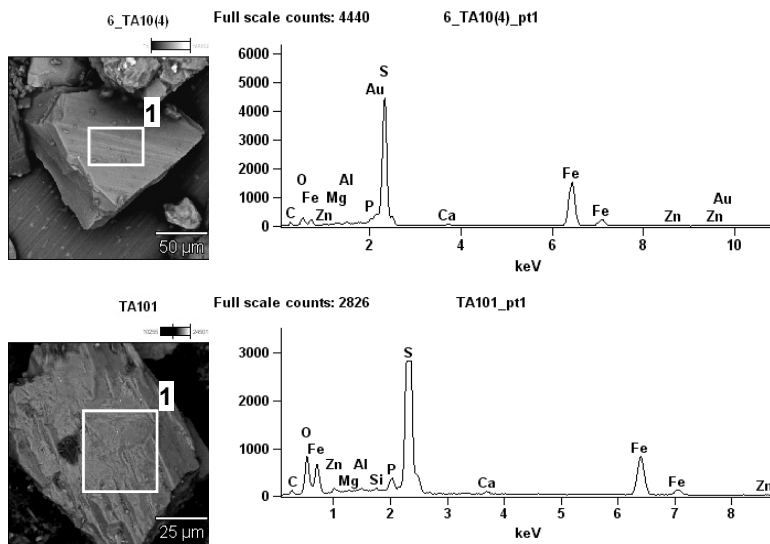 6_TA10(4)
Full scale counts: 4440
6_TA10(4)_pt1
1
50 µm
6000
5000
4000
3000
2000
1000
0
S
Au
O
Fe
Al
Mg
P
C
Zn
Ca
Fe
Fe
Zn
Au
Zn
2
4
6
8
10
keV
TA101
Full scale counts: 2826
TA101_pt1
1
25 µm
3000
2000
1000
0
S
O
Fe
Zn
Al
P
C
Mg
Si
Ca
Fe
Fe
Zn
1
2
3
4
5
6
7
8
keV